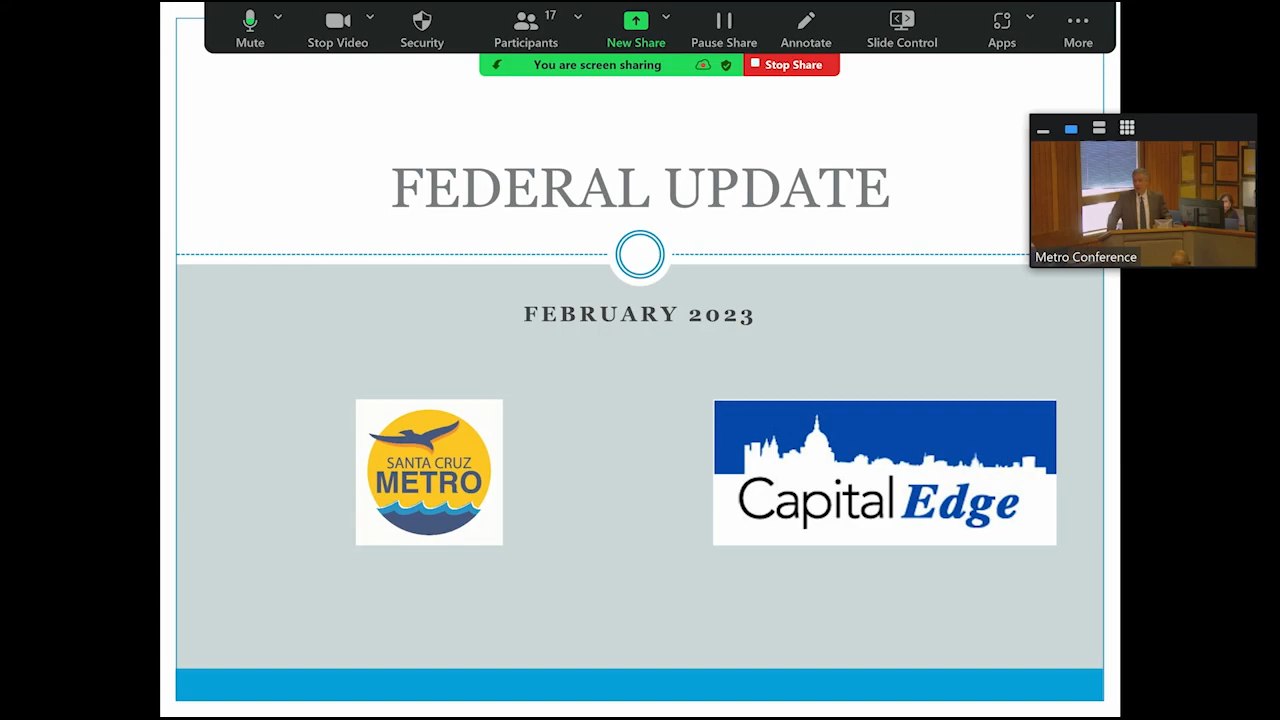 Mute
Stop Video
Security
17
Participants
New Share
Pause Share
Annotate
Slide Control
Apps
More
You are screen sharing
Stop Share
FEDERAL UPDATE
Metro Conference
FEBRUARY 2023
SANTA CRUZ
METRO
Capital Edge